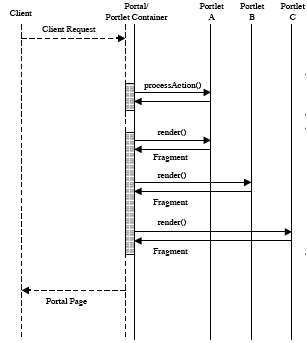 Client
Portal/
Portlet Container
Portlet
A
Portlet
B
Portlet
C
Client Request
processAction()
render()
Fragment
render()
Fragment
render()
Fragment
Portal Page